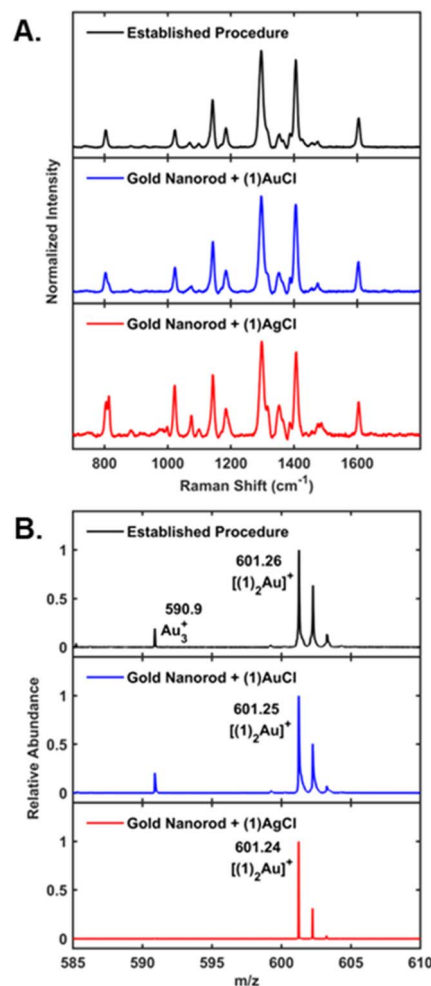 A.
Established Procedure
Gold Nanorod + (1)AuCl
Gold Nanorod + (1)AgCl
Normalized Intensity
800 1000 1200 1400 1600
Raman Shift (cm⁻¹)
B.
Established Procedure
1
601.26
[(1)₂Au]⁺
590.9
Au₃⁺
0.5
0
Gold Nanorod + (1)AuCl
1
601.25
[(1)₂Au]⁺
0.5
0
Gold Nanorod + (1)AgCl
1
601.24
[(1)₂Au]⁺
0.5
0
Relative Abundance
585 590 595 600 605 610
m/z